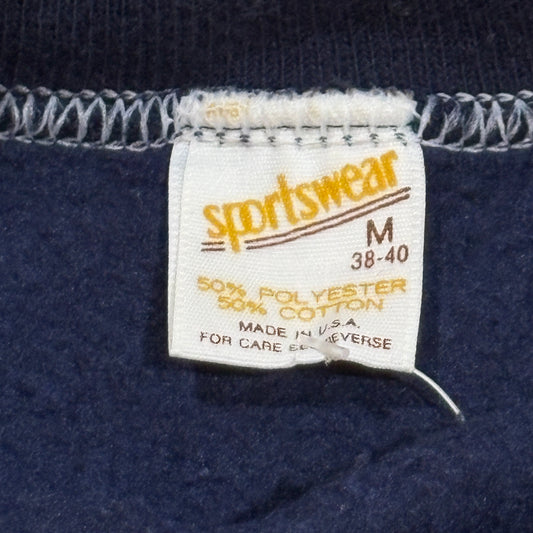 sportswear
M
38-40
50% POLYESTER
50% COTTON
MADE IN U.S.A.
FOR CARE SEE REVERSE